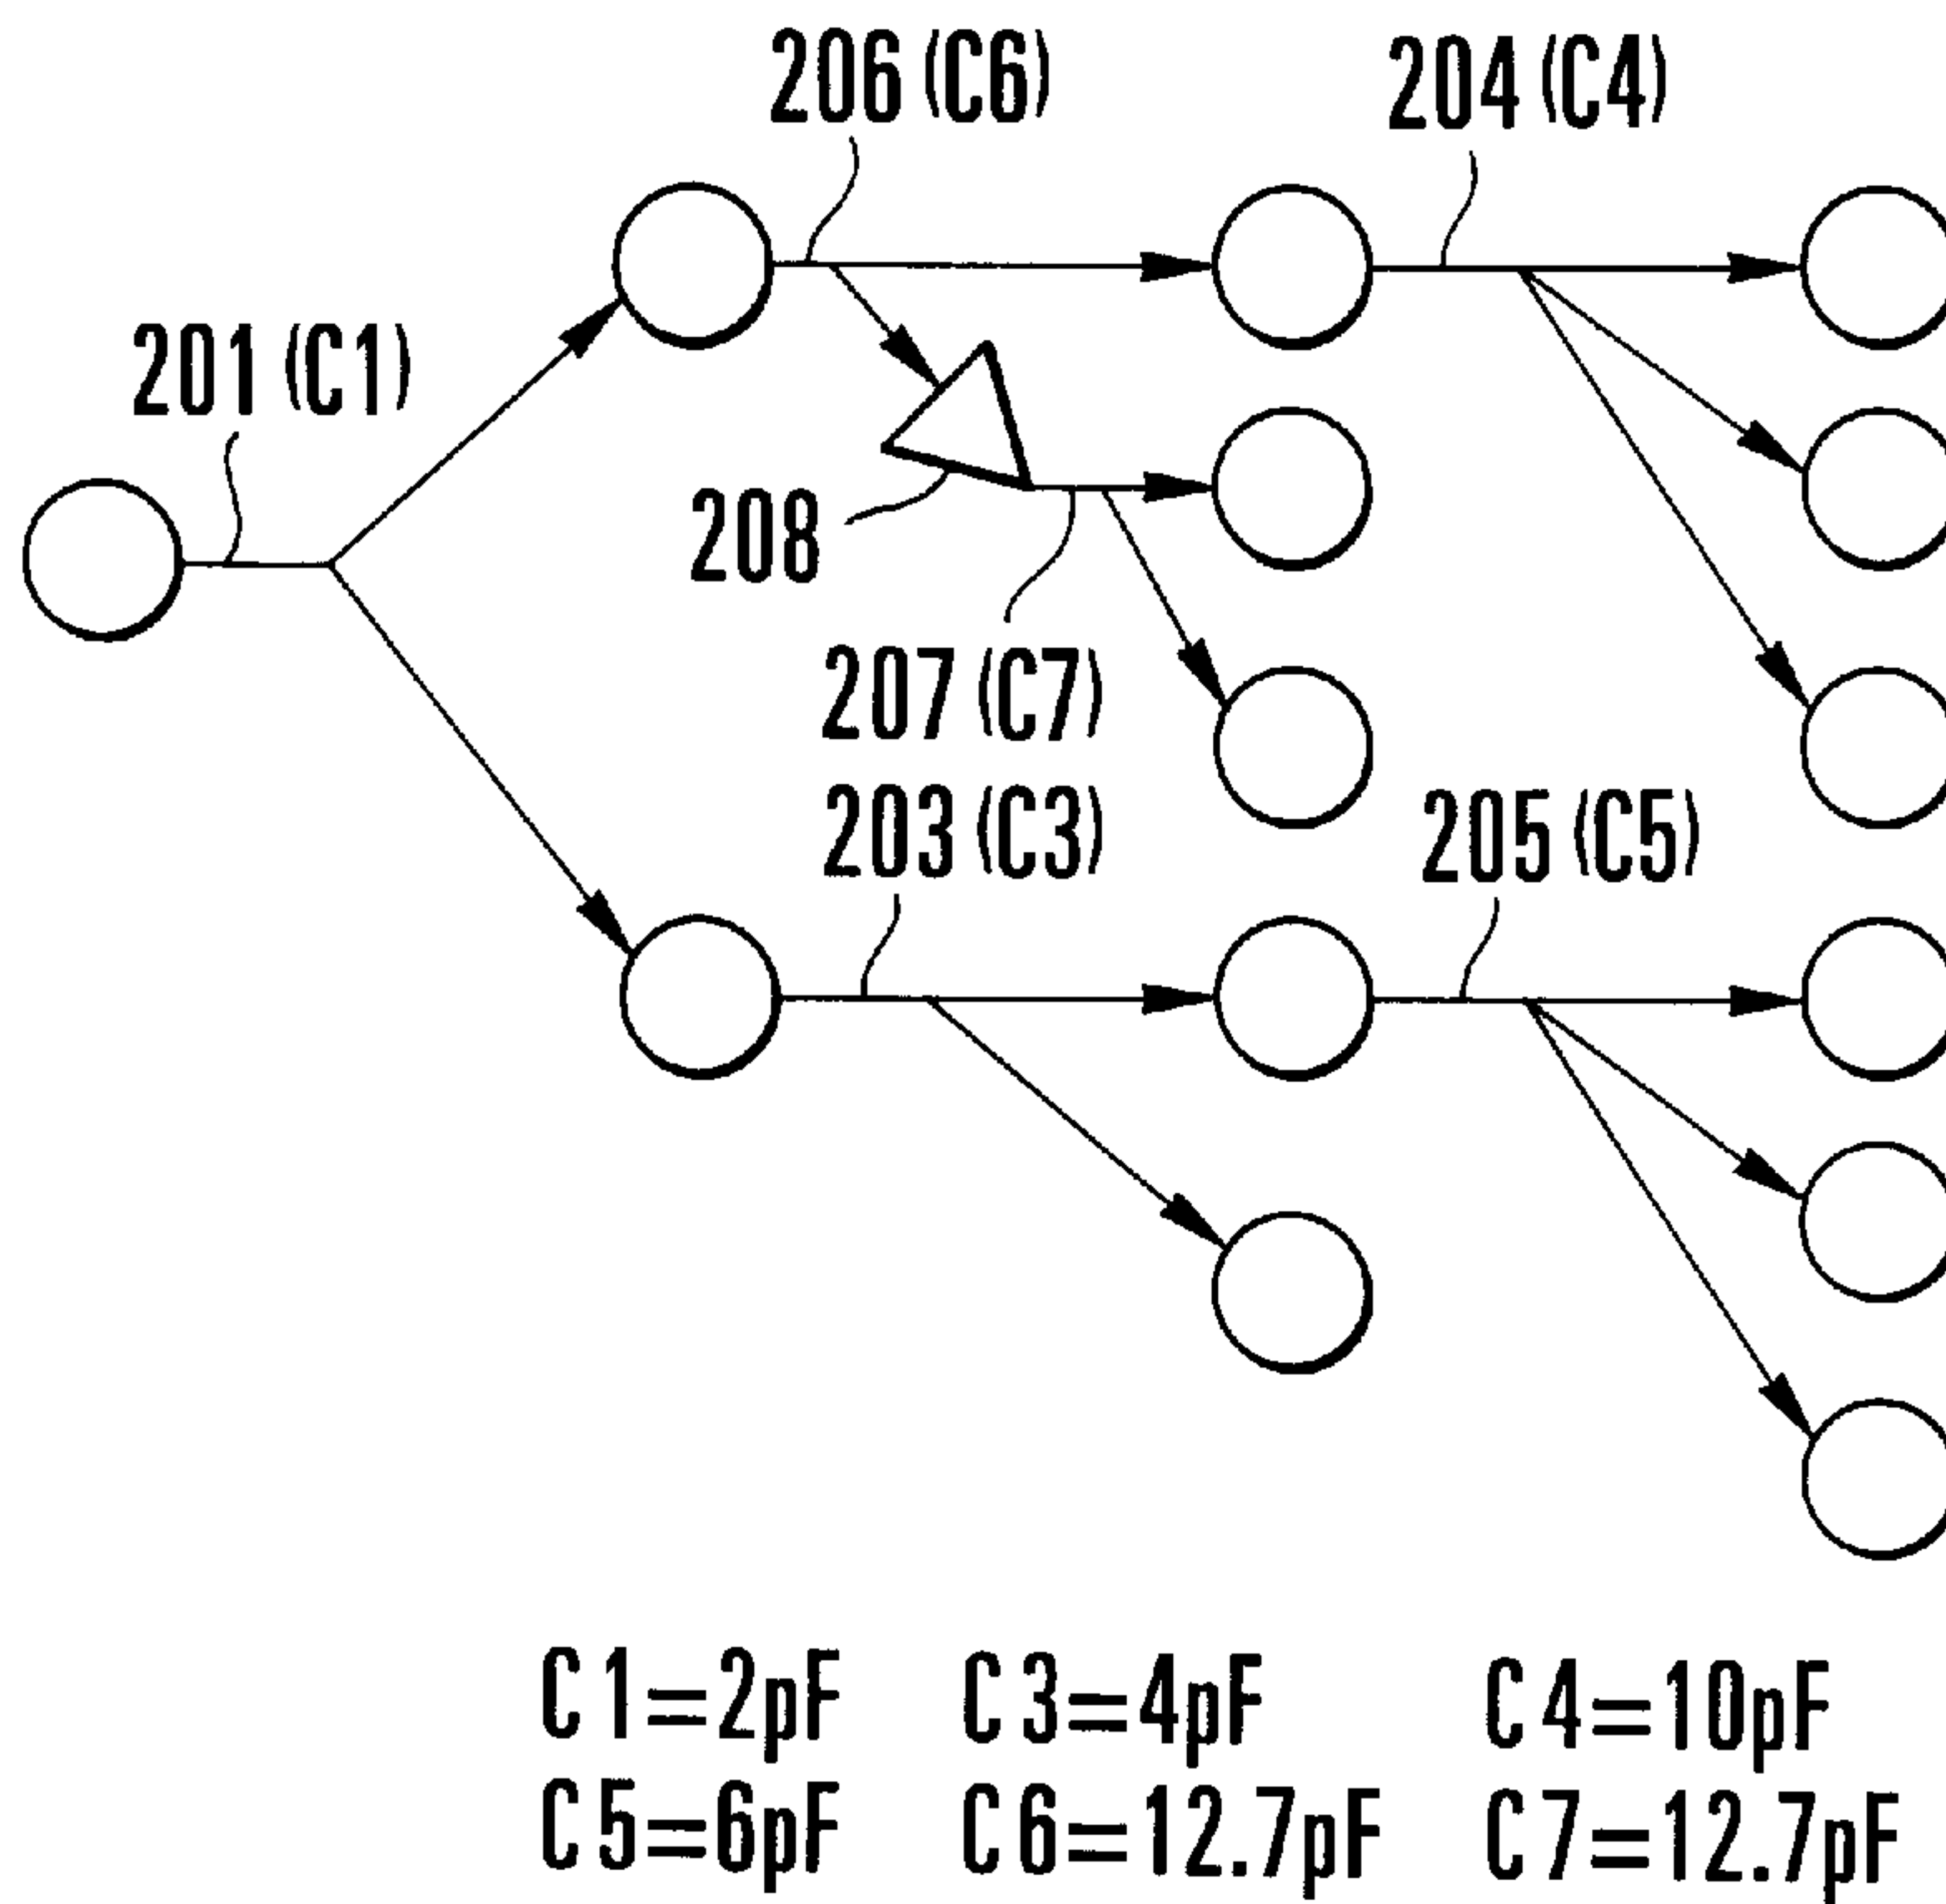 206 (C6)
204 (C4)
201 (C1)
208
207 (C7)
203 (C3)
205 (C5)
C1=2pF C3=4pF C4=10pF
C5=6pF C6=12.7pF C7=12.7pF